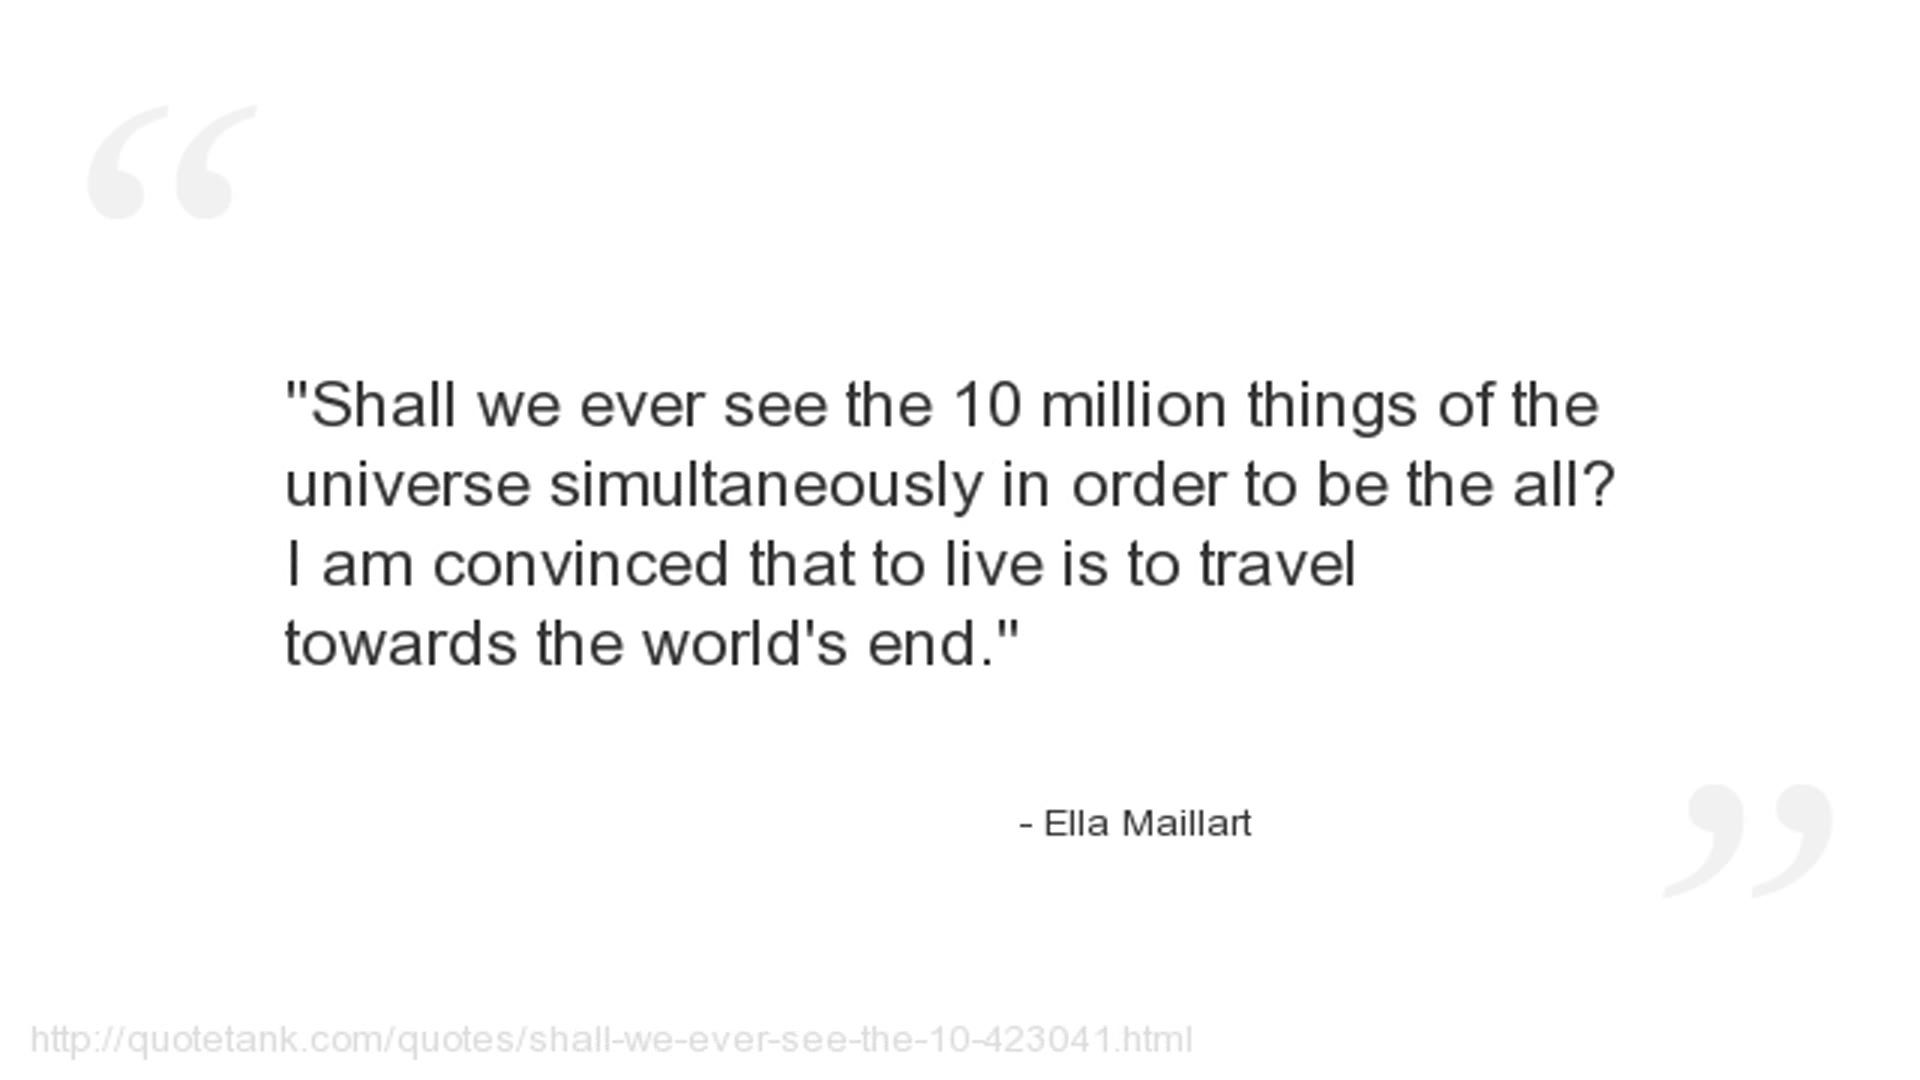 "Shall we ever see the 10 million things of the
universe simultaneously in order to be the all?
I am convinced that to live is to travel
towards the world's end."
- Ella Maillart
http://quotetank.com/quotes/shall-we-ever-see-the-10-423041.html